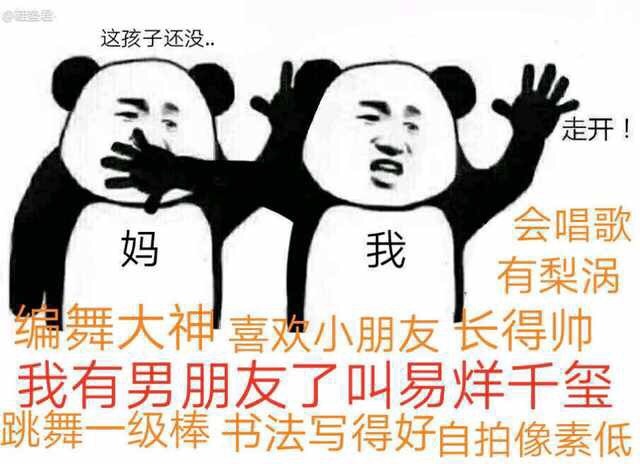 这孩子还没..
走开！
妈
我
会唱歌
有梨涡
编舞大神 喜欢小朋友 长得帅
我有男朋友了叫易烊千玺
跳舞一级棒 书法写得好 自拍像素低